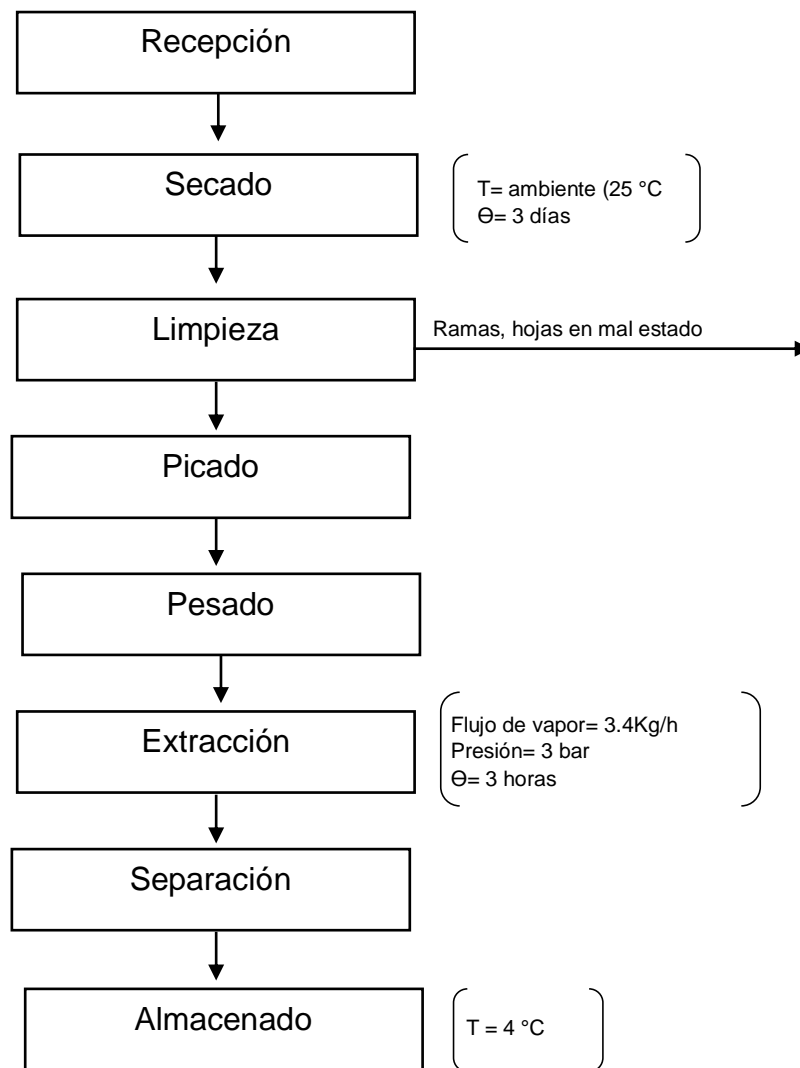 Recepción
Secado
T= ambiente (25 °C
Ɵ= 3 días
Limpieza
Ramas, hojas en mal estado
Picado
Pesado
Extracción
Flujo de vapor= 3.4Kg/h
Presión= 3 bar
Ɵ= 3 horas
Separación
Almacenado
T = 4 °C